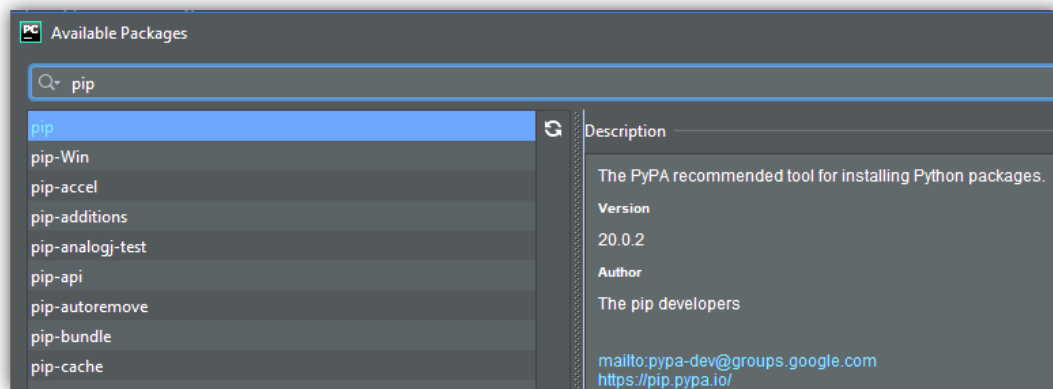 PC
Available Packages
pip
pip
pip-Win
pip-accel
pip-additions
pip-analogj-test
pip-api
pip-autoremove
pip-bundle
pip-cache
Description
The PyPA recommended tool for installing Python packages.
Version
20.0.2
Author
The pip developers
mailto:pypa-dev@groups.google.com
https://pip.pypa.io/